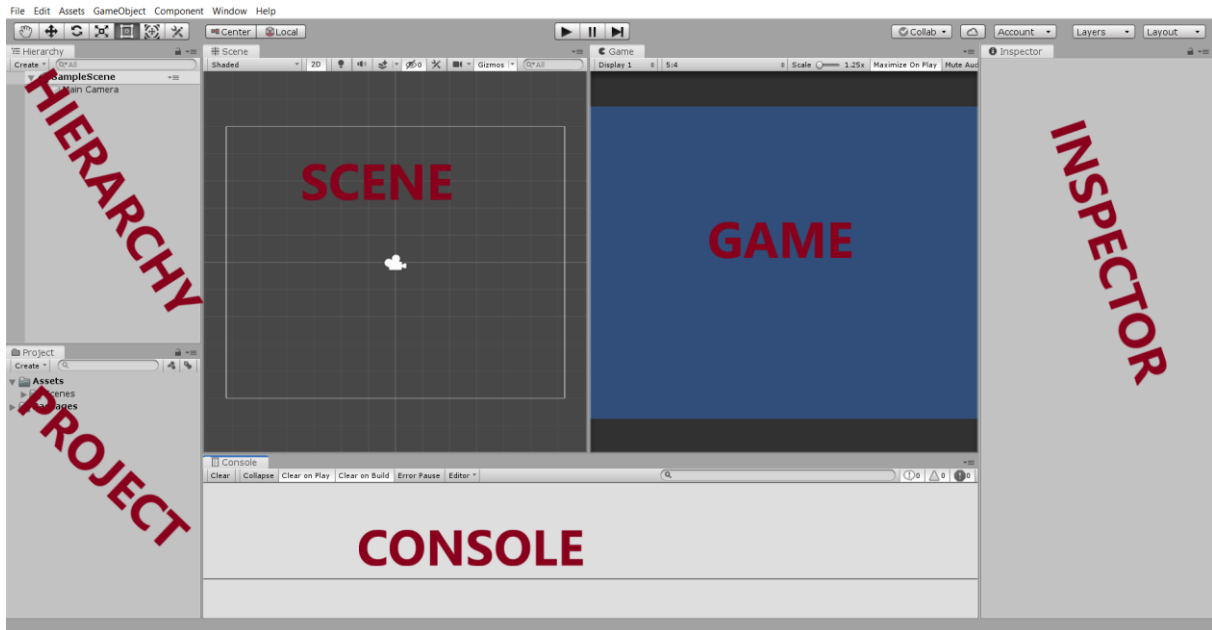 File Edit Assets GameObject Component Window Help
Center Local
Collab Account Layers Layout
Hierarchy
Create All
SampleScene
Main Camera
HIERARCHY
Scene
Shaded 2D 0 Gizmos All
SCENE
Game
Display 1 5:4 Scale 1.25x Maximize On Play Mute Aud
GAME
Inspector
INSPECTOR
Project
Create
Assets
Scenes
Packages
PROJECT
Console
Clear Collapse Clear on Play Clear on Build Error Pause Editor 0 0 0
CONSOLE